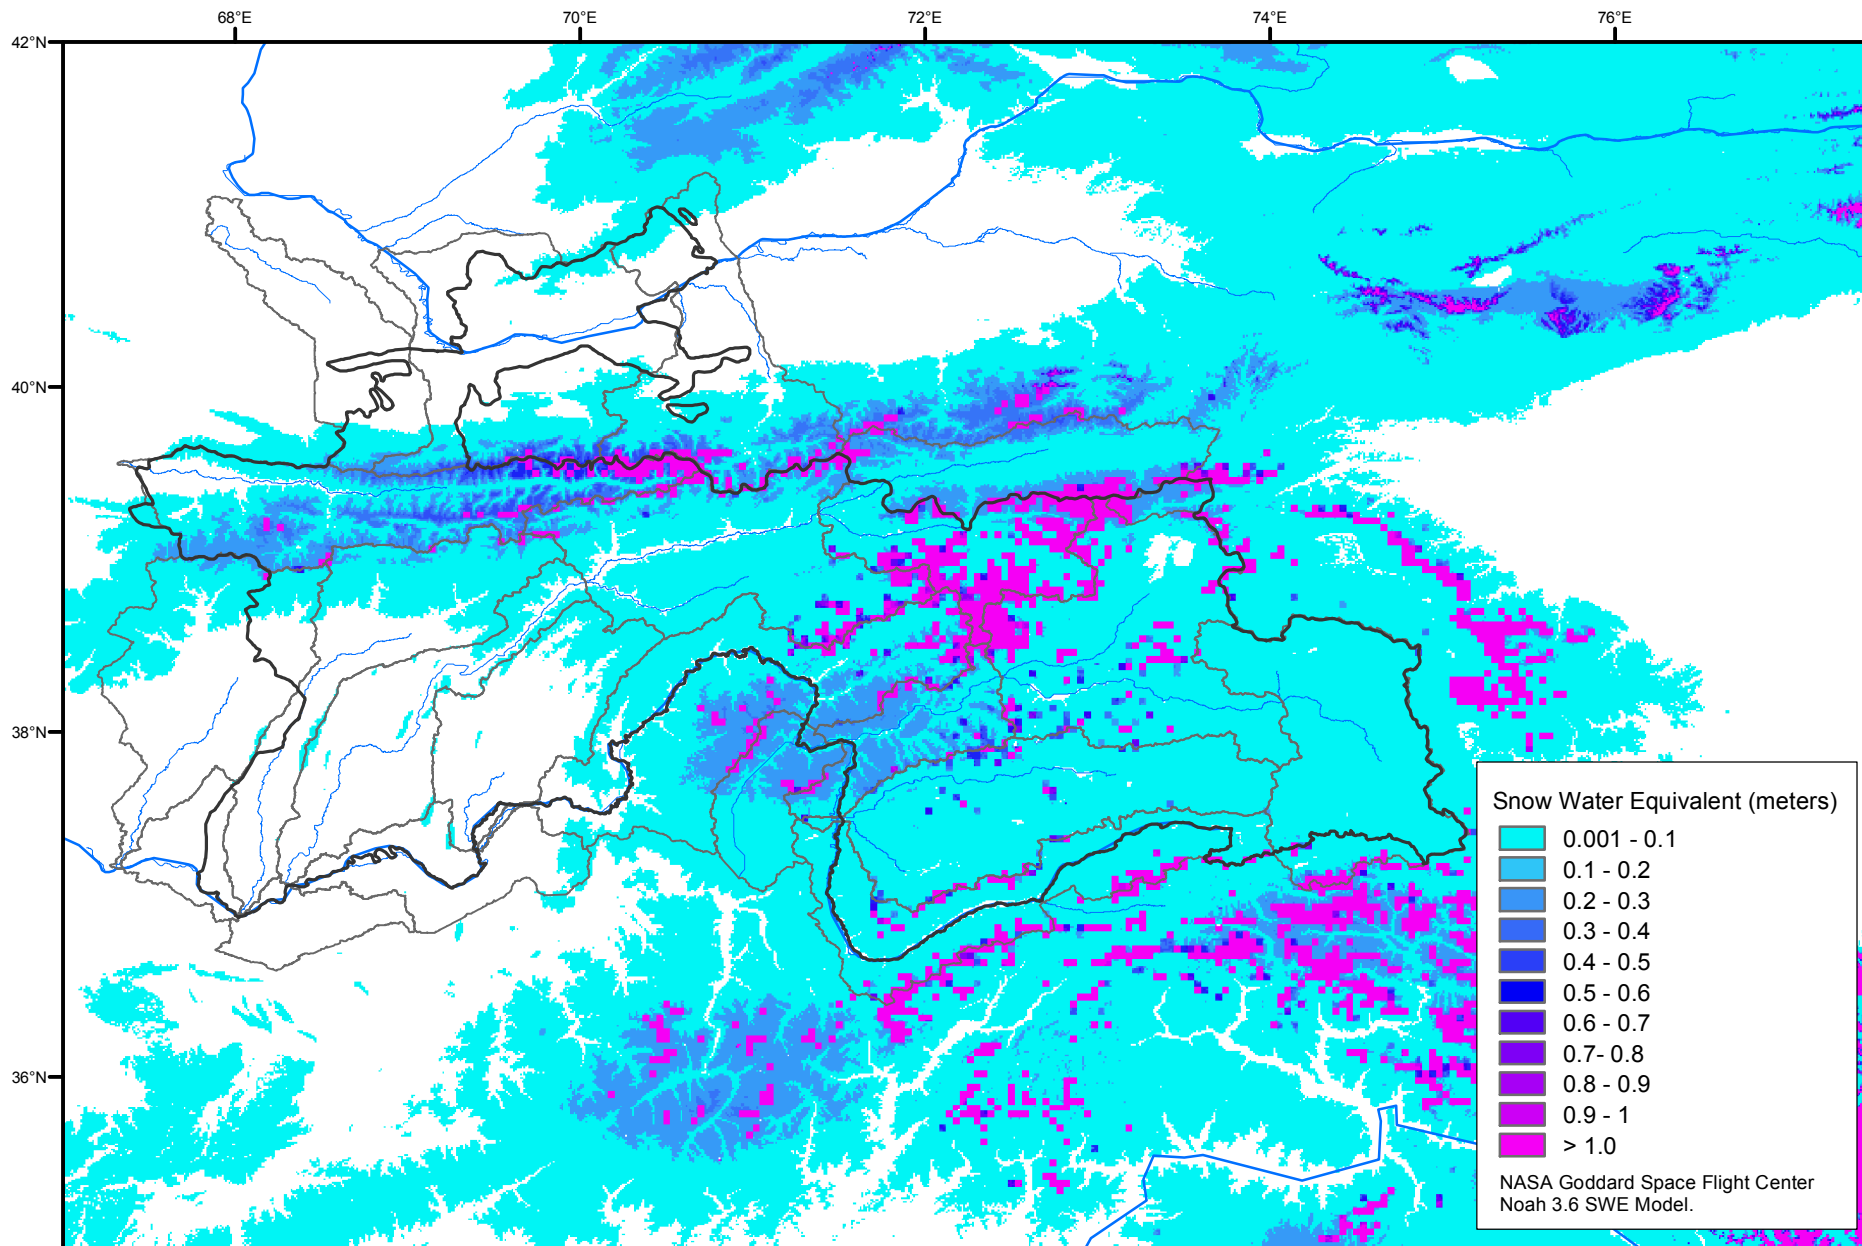 68°E 70°E 72°E 74°E 76°E
42°N
40°N
38°N
36°N
Snow Water Equivalent (meters)
0.001 - 0.1
0.1 - 0.2
0.2 - 0.3
0.3 - 0.4
0.4 - 0.5
0.5 - 0.6
0.6 - 0.7
0.7- 0.8
0.8 - 0.9
0.9 - 1
> 1.0
NASA Goddard Space Flight Center
Noah 3.6 SWE Model.